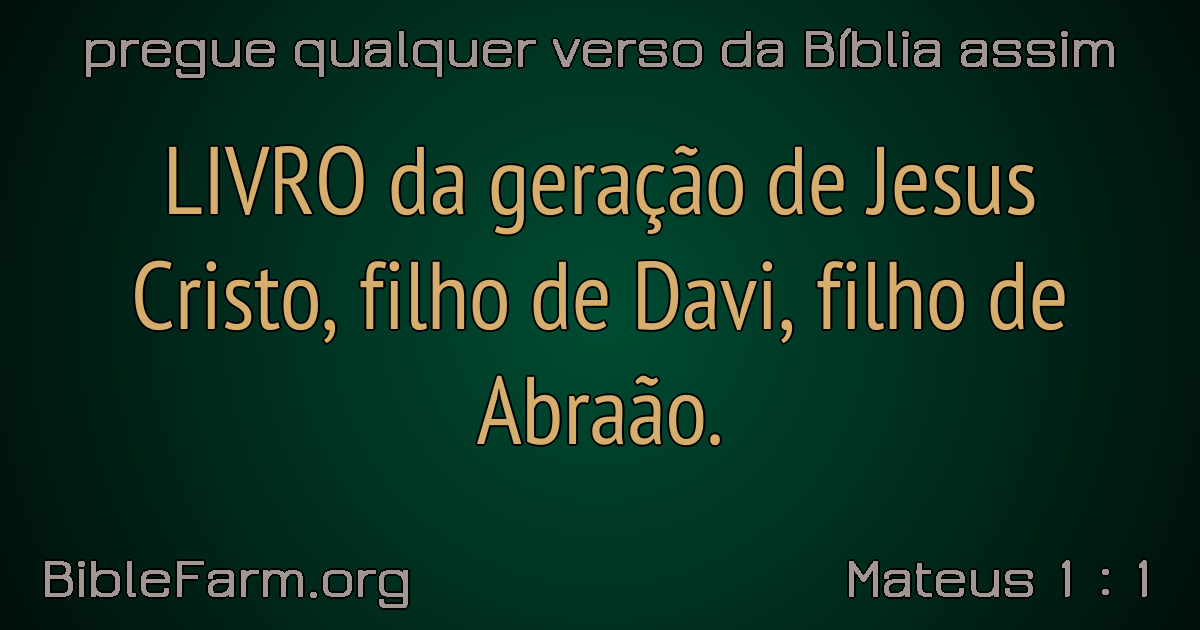 pregue qualquer verso da Bíblia assim
LIVRO da geração de Jesus
Cristo, filho de Davi, filho de
Abraão.
BibleFarm.org
Mateus 1 : 1